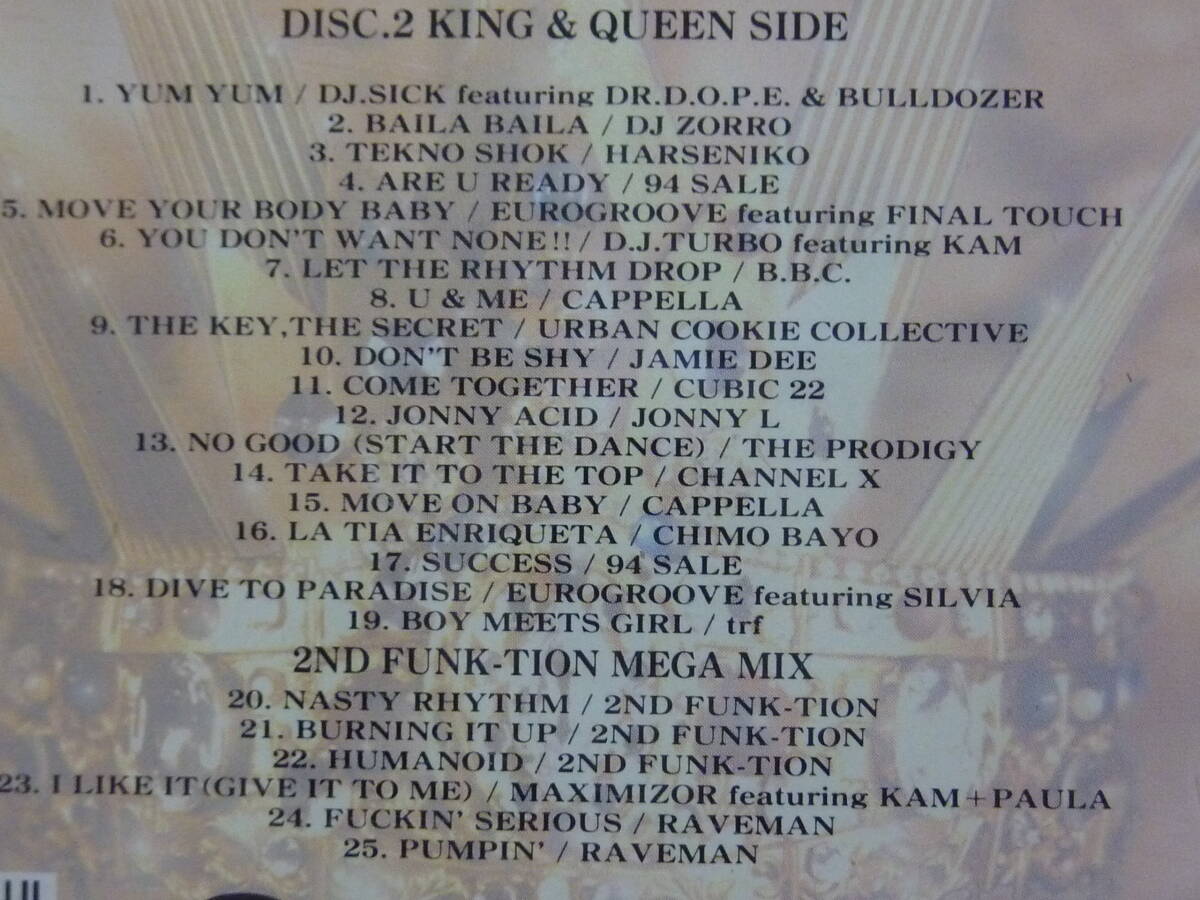 DISC.2 KING & QUEEN SIDE
1. YUM YUM / DJ.SICK featuring DR.D.O.P.E. & BULLDOZER
2. BAILA BAILA / DJ ZORRO
3. TEKNO SHOK / HARSENIKO
4. ARE U READY / 94 SALE
5. MOVE YOUR BODY BABY / EUROGROOVE featuring FINAL TOUCH
6. YOU DON'T WANT NONE!! / D.J.TURBO featuring KAM
7. LET THE RHYTHM DROP / B.B.C.
8. U & ME / CAPPELLA
9. THE KEY,THE SECRET / URBAN COOKIE COLLECTIVE
10. DON'T BE SHY / JAMIE DEE
11. COME TOGETHER / CUBIC 22
12. JONNY ACID / JONNY L
13. NO GOOD (START THE DANCE) / THE PRODIGY
14. TAKE IT TO THE TOP / CHANNEL X
15. MOVE ON BABY / CAPPELLA
16. LA TIA ENRIQUETA / CHIMO BAYO
17. SUCCESS / 94 SALE
18. DIVE TO PARADISE / EUROGROOVE featuring SILVIA
19. BOY MEETS GIRL / trf
2ND FUNK-TION MEGA MIX
20. NASTY RHYTHM / 2ND FUNK-TION
21. BURNING IT UP / 2ND FUNK-TION
22. HUMANOID / 2ND FUNK-TION
23. I LIKE IT(GIVE IT TO ME) / MAXIMIZOR featuring KAM+PAULA
24. FUCKIN' SERIOUS / RAVEMAN
25. PUMPIN' / RAVEMAN